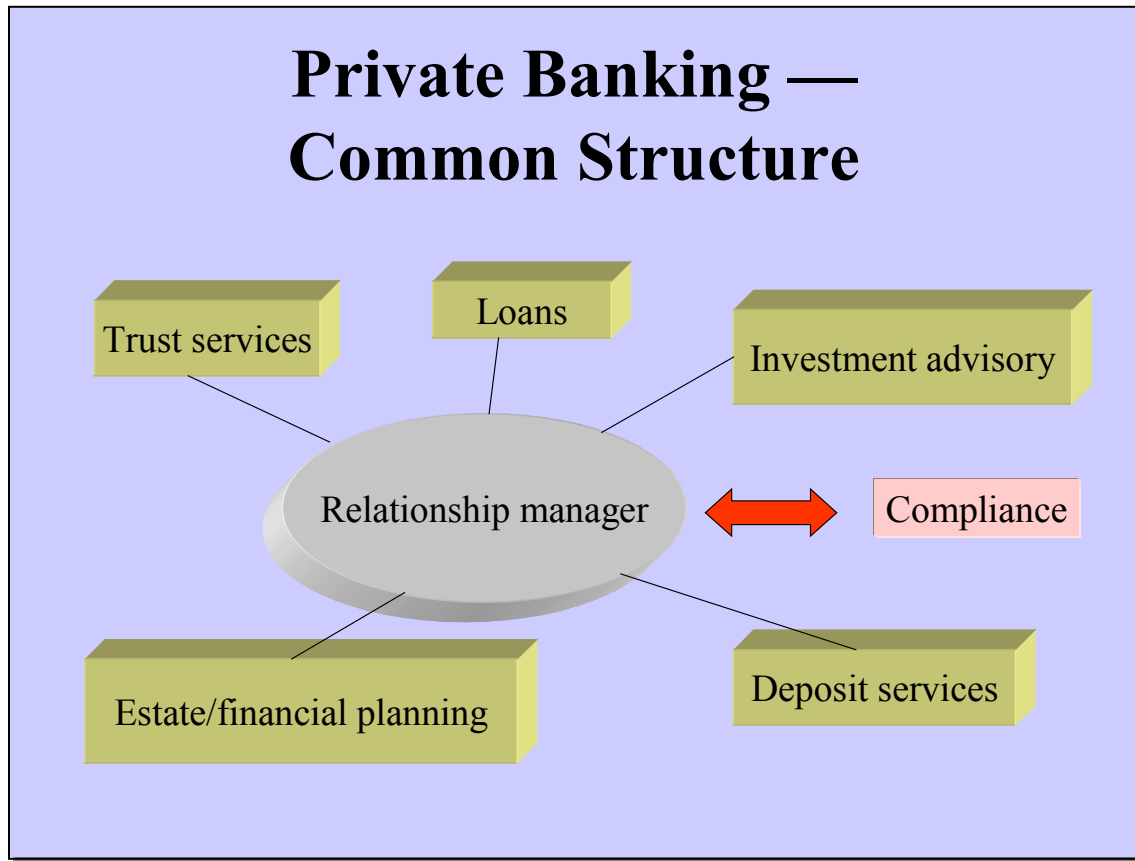 Private Banking —
Common Structure
Trust services
Loans
Investment advisory
Relationship manager
Compliance
Estate/financial planning
Deposit services